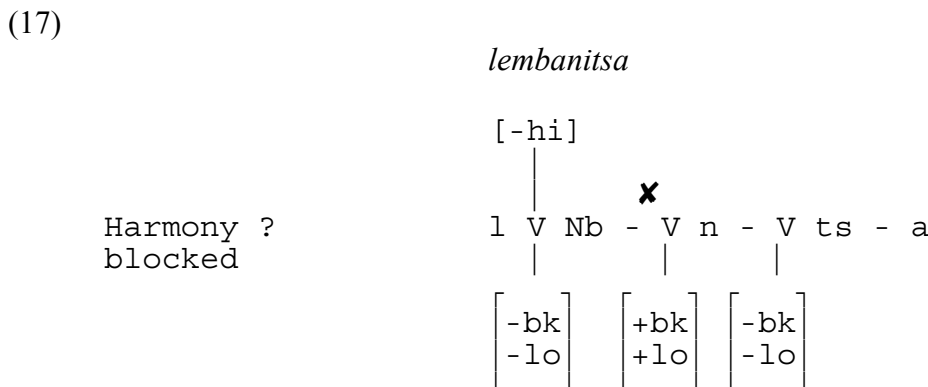 (17)
lembanitsa
[-hi]
✘
Harmony ? l V Nb - V n - V ts - a
blocked
-bk +bk -bk
-lo +lo -lo